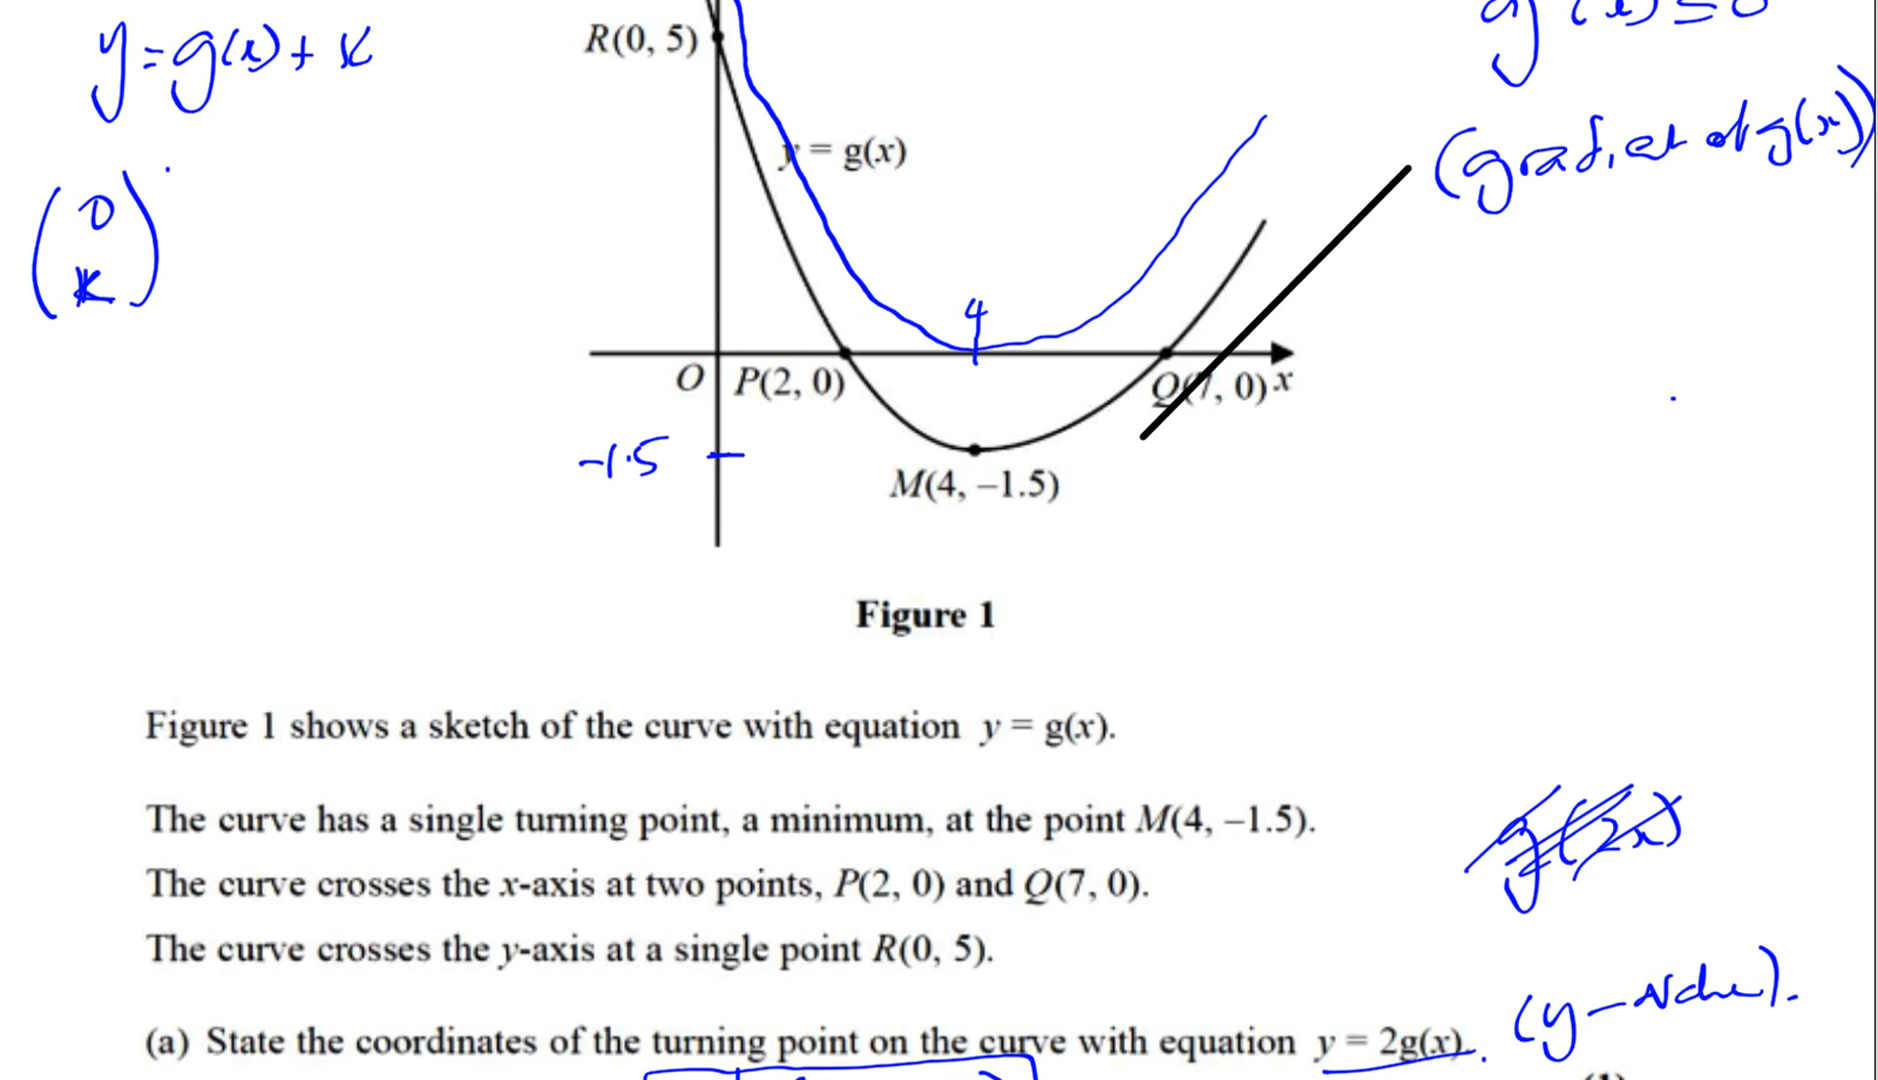 y = g(x) + k
R(0, 5)
g'(x) = 0
(gradient of g(x))
y = g(x)
(0
k)
4
O
P(2, 0)
Q(7, 0)
x
-1.5
M(4, −1.5)
Figure 1
Figure 1 shows a sketch of the curve with equation y = g(x).
The curve has a single turning point, a minimum, at the point M(4, −1.5).
The curve crosses the x-axis at two points, P(2, 0) and Q(7, 0).
The curve crosses the y-axis at a single point R(0, 5).
g(2x)
(a) State the coordinates of the turning point on the curve with equation y = 2g(x).